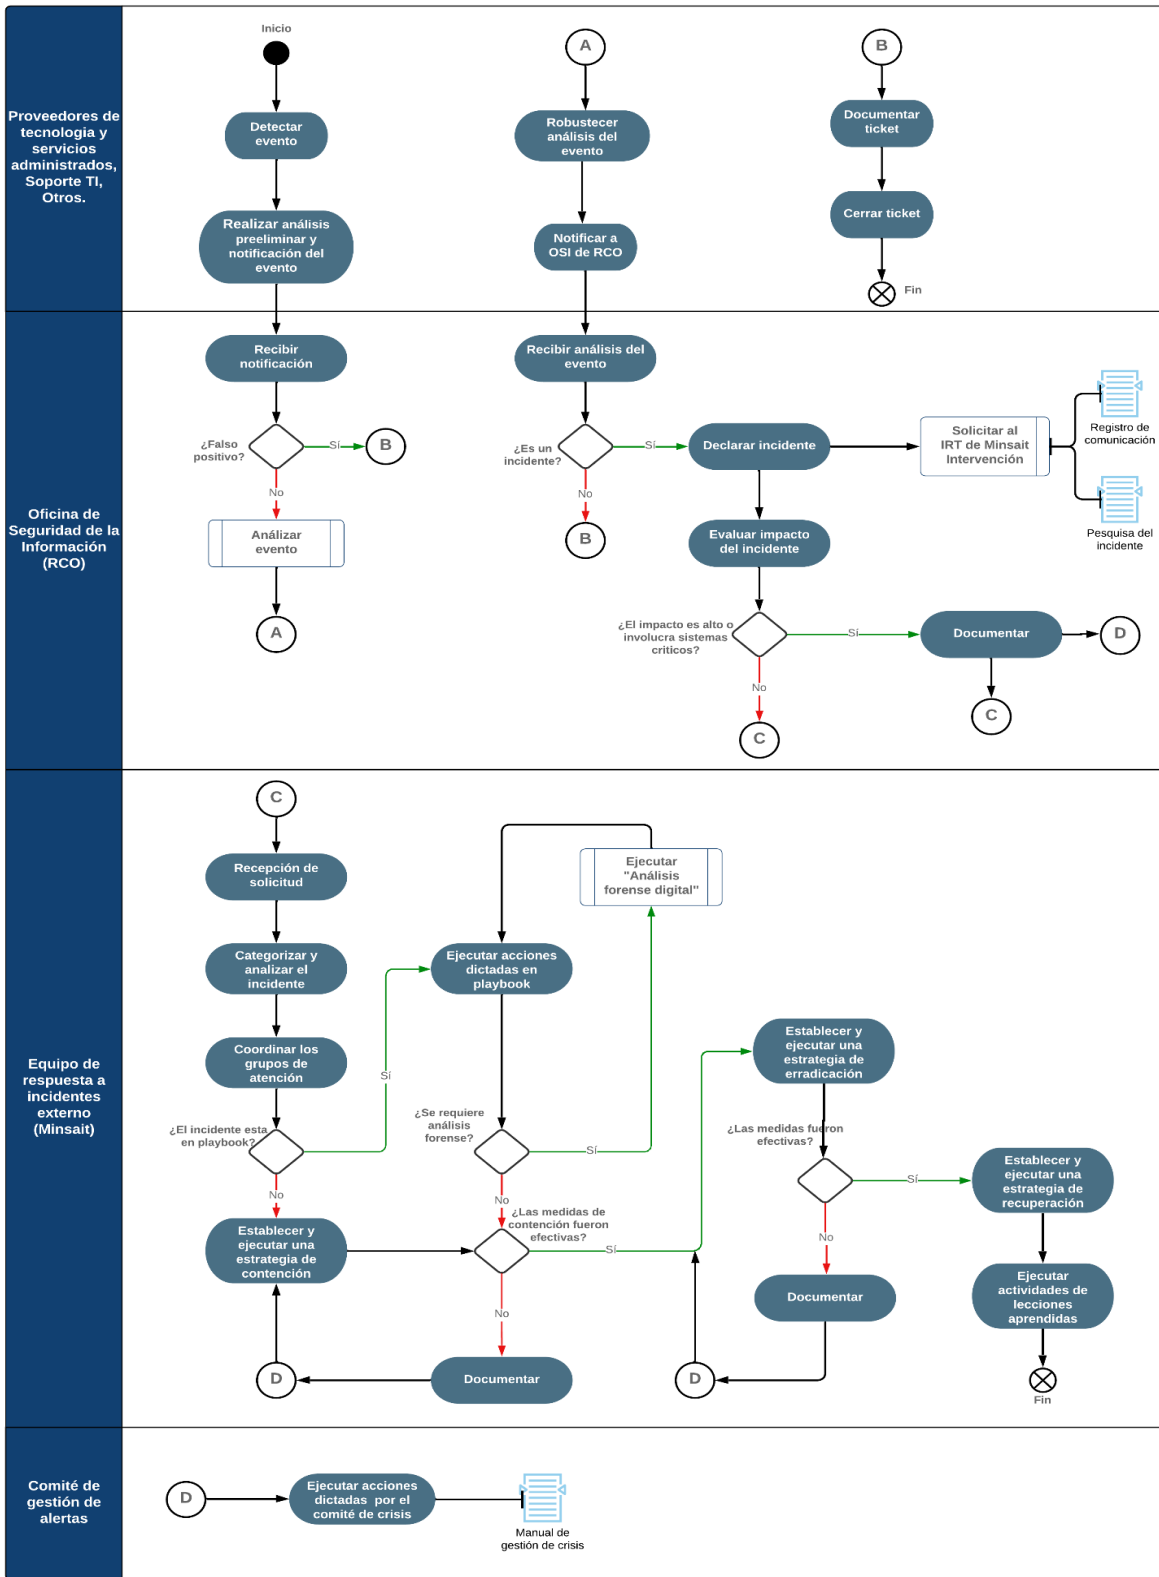 Proveedores de
tecnologia y
servicios
administrados,
Soporte TI,
Otros.
Inicio
Detectar
evento
Realizar análisis
preeliminar y
notificación del
evento
A
Robustecer
análisis del
evento
Notificar a
OSI de RCO
B
Documentar
ticket
Cerrar ticket
Fin
Oficina de
Seguridad de la
Información
(RCO)
Recibir
notificación
¿Falso
positivo?
Sí
B
No
Análizar
evento
A
Recibir análisis del
evento
¿Es un
incidente?
Sí
No
B
Declarar incidente
Solicitar al
IRT de Minsait
Intervención
Registro de
comunicación
Pesquisa del
incidente
Evaluar impacto
del incidente
¿El impacto es alto o
involucra sistemas
criticos?
Sí
No
C
Documentar
D
C
Equipo de
respuesta a
incidentes
externo
(Minsait)
C
Recepción de
solicitud
Categorizar y
analizar el
incidente
Coordinar los
grupos de
atención
¿El incidente esta
en playbook?
Sí
No
Establecer y
ejecutar una
estrategia de
contención
D
Ejecutar
"Análisis
forense digital"
Ejecutar acciones
dictadas en
playbook
¿Se requiere
análisis
forense?
Sí
No
¿Las medidas de
contención fueron
efectivas?
Sí
No
Documentar
Establecer y
ejecutar una
estrategia de
erradicación
¿Las medidas fueron
efectivas?
Sí
No
Documentar
D
Establecer y
ejecutar una
estrategia de
recuperación
Ejecutar
actividades de
lecciones
aprendidas
Fin
Comité de
gestión de
alertas
D
Ejecutar acciones
dictadas por el
comité de crisis
Manual de
gestión de crisis